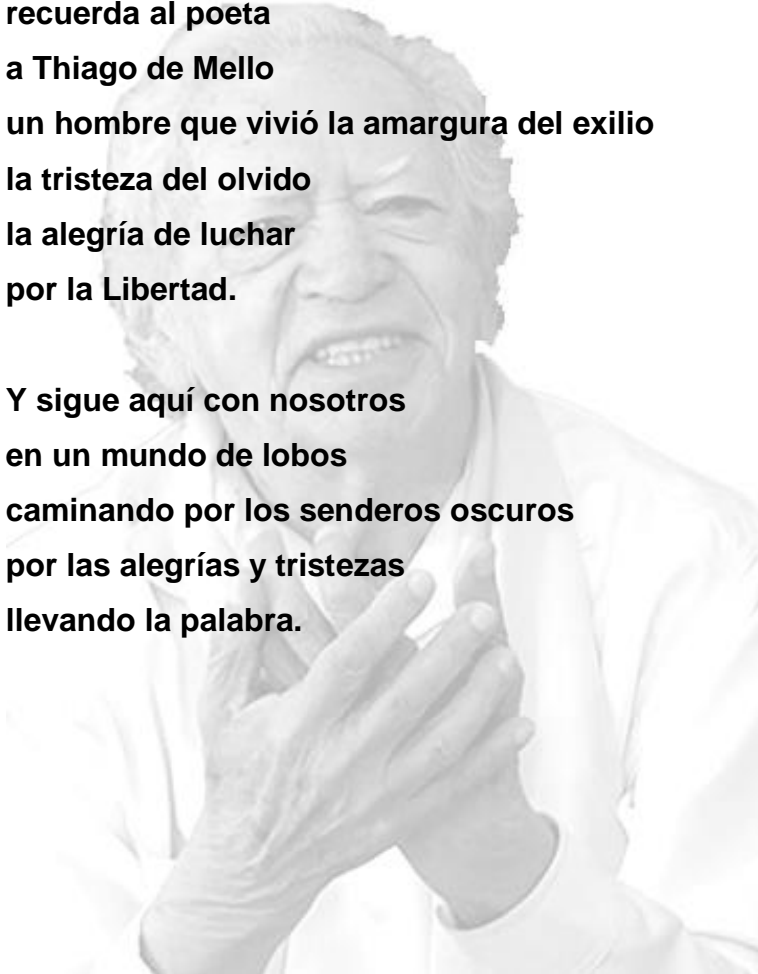 recuerda al poeta
a Thiago de Mello
un hombre que vivió la amargura del exilio
la tristeza del olvido
la alegría de luchar
por la Libertad.
Y sigue aquí con nosotros
en un mundo de lobos
caminando por los senderos oscuros
por las alegrías y tristezas
llevando la palabra.